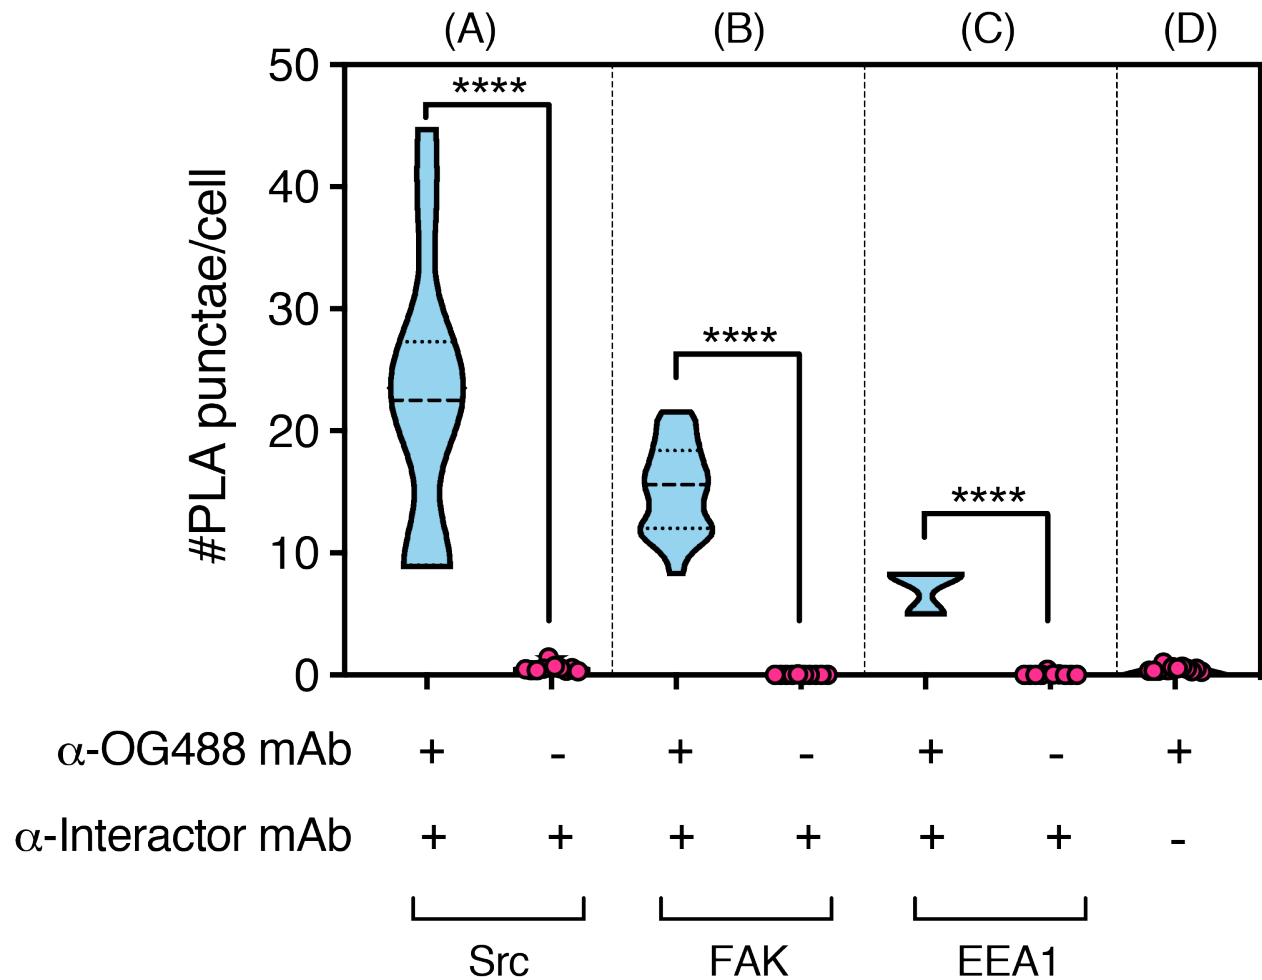 (A) (B) (C) (D)
50
****
40
****
30
20
****
10
0
#PLA punctae/cell
α-OG488 mAb + - + - + - +
α-Interactor mAb + + + + + + -
Src FAK EEA1